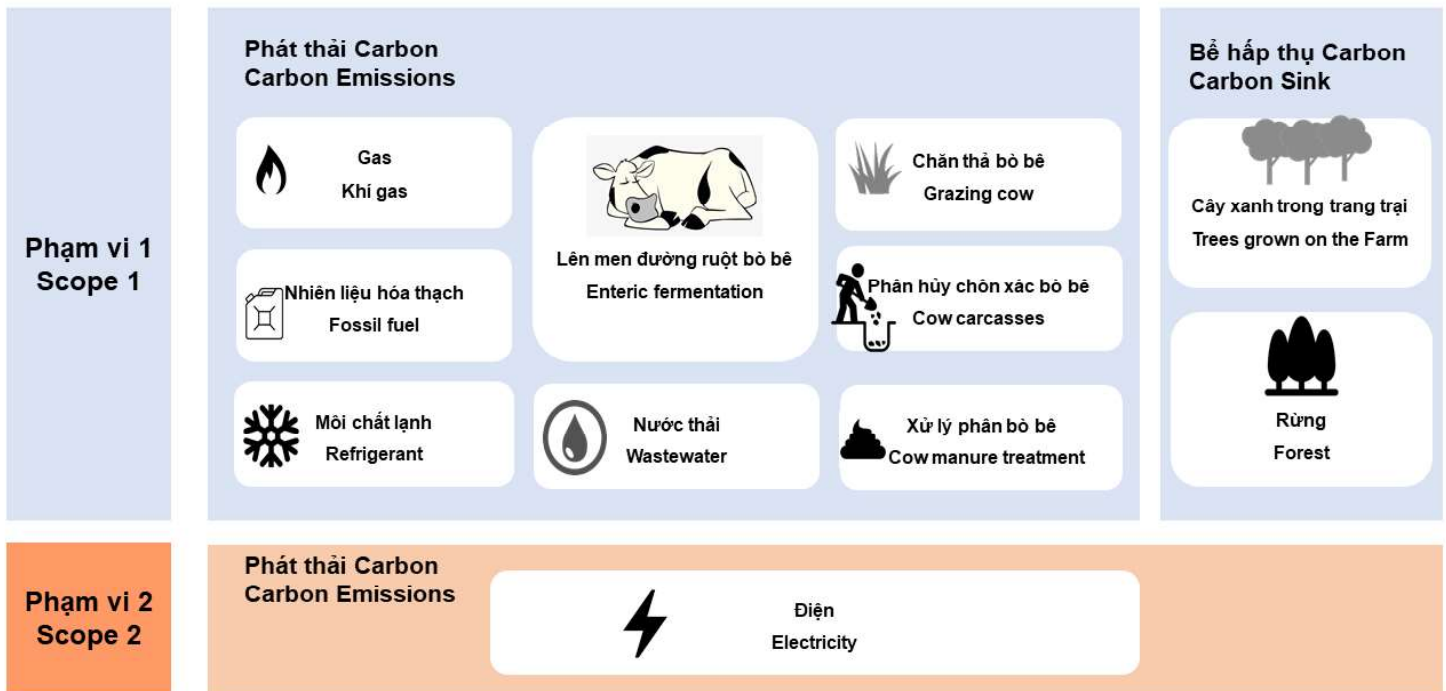 Phạm vi 1
Scope 1
Phát thải Carbon
Carbon Emissions
Gas
Khí gas
Nhiên liệu hóa thạch
Fossil fuel
Môi chất lạnh
Refrigerant
Lên men đường ruột bò bê
Enteric fermentation
Nước thải
Wastewater
Chăn thả bò bê
Grazing cow
Phân hủy chôn xác bò bê
Cow carcasses
Xử lý phân bò bê
Cow manure treatment
Bể hấp thụ Carbon
Carbon Sink
Cây xanh trong trang trại
Trees grown on the Farm
Rừng
Forest
Phạm vi 2
Scope 2
Phát thải Carbon
Carbon Emissions
Điện
Electricity